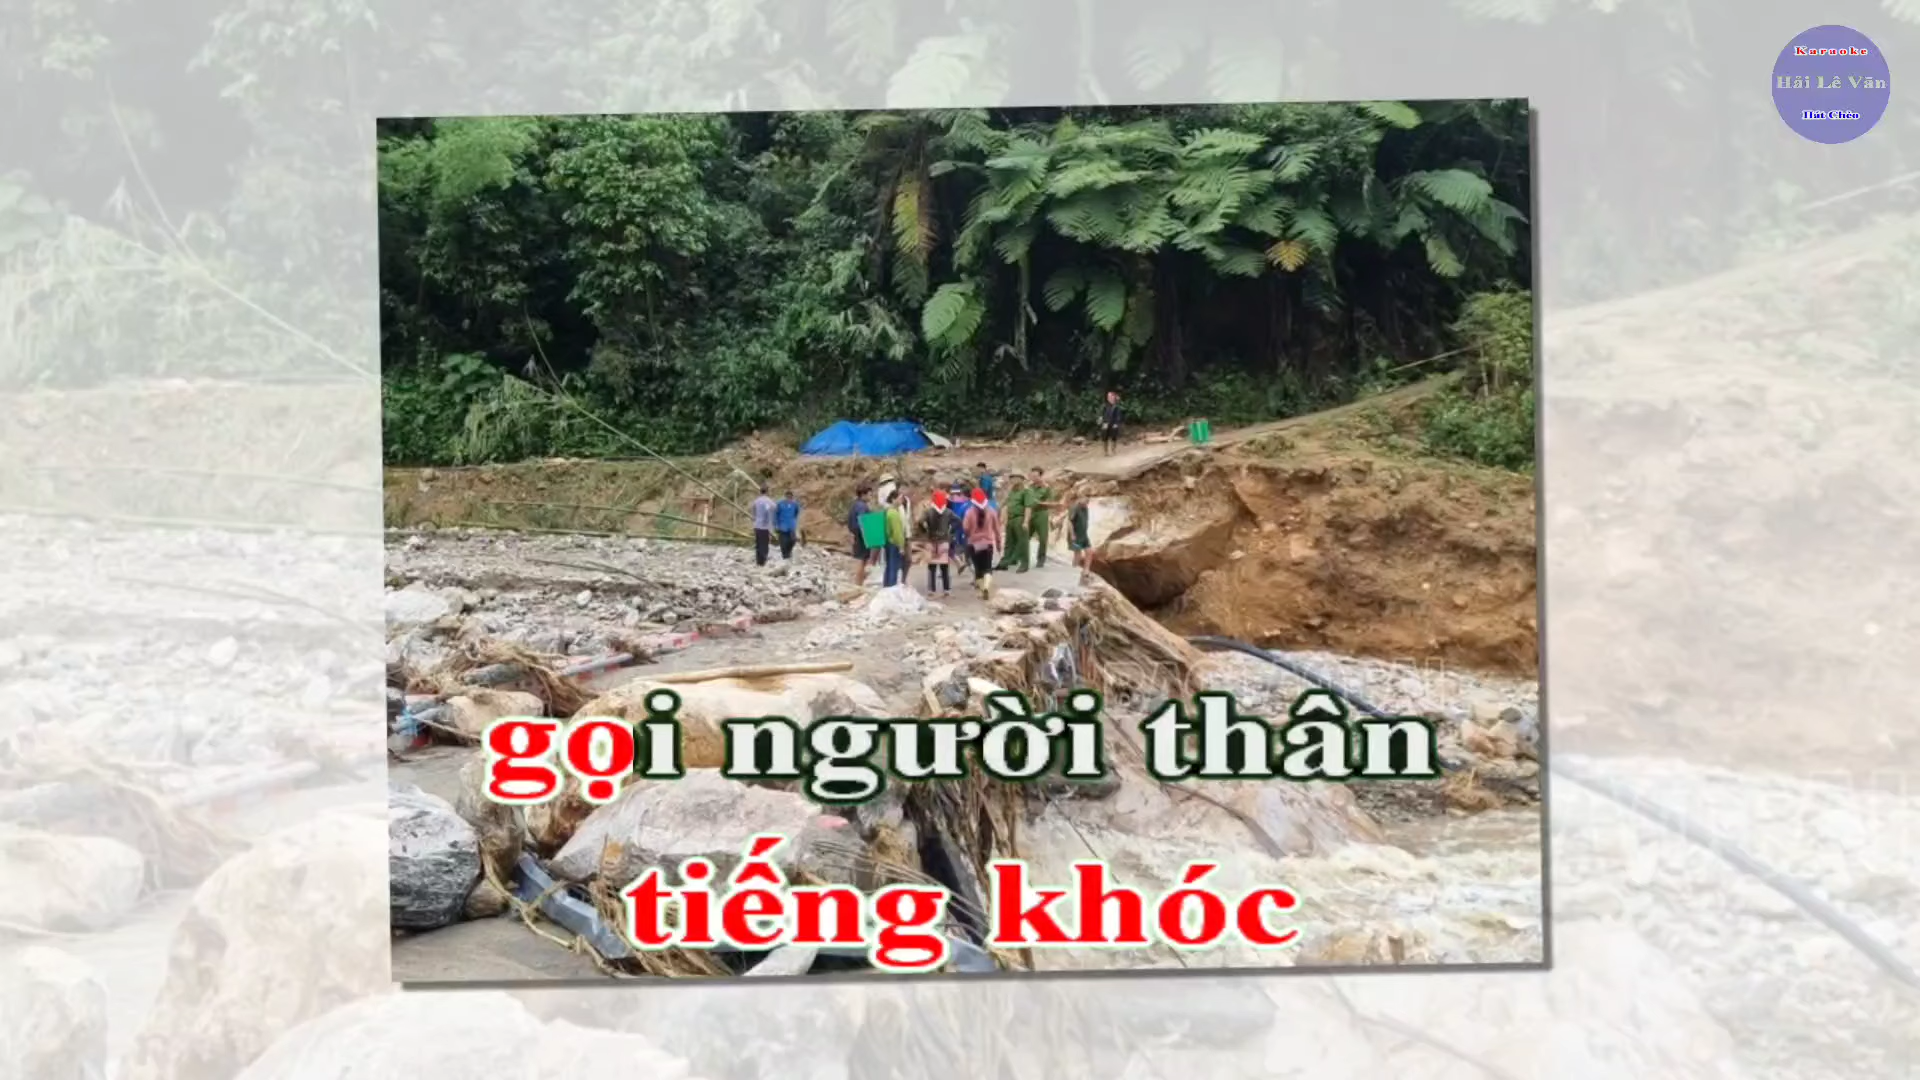 Karaoke
Hải Lê Văn
Hát Chèo
gọi người thân
tiếng khóc